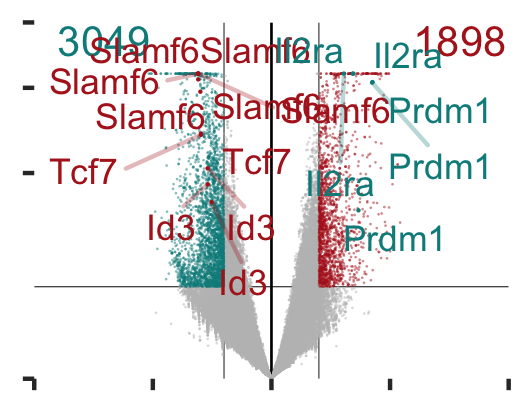 3049 1898
Slamf6 Slamf6 Il2ra Il2ra
Slamf6
Slamf6 Slamf6 Slamf6 Prdm1
Tcf7 Tcf7 Prdm1
Il2ra
Id3 Id3 Prdm1
Id3